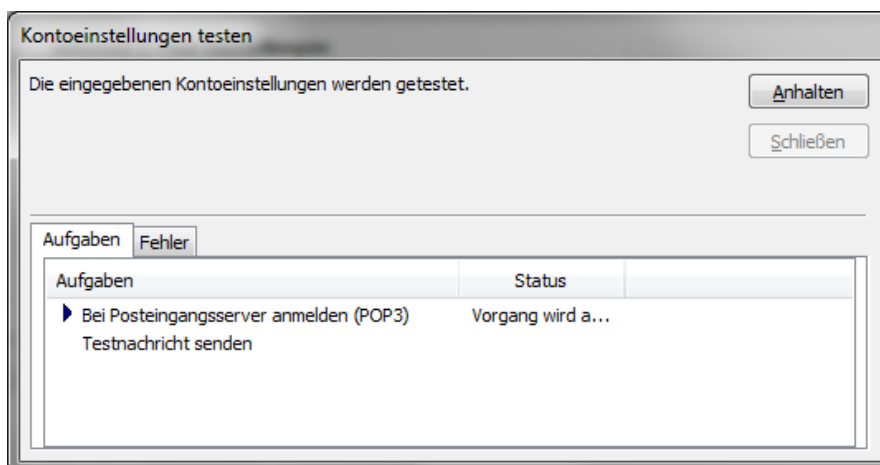 Kontoeinstellungen testen
Die eingegebenen Kontoeinstellungen werden getestet.
Anhalten
Schließen
Aufgaben
Fehler
Aufgaben Status
Bei Posteingangsserver anmelden (POP3) Vorgang wird a...
Testnachricht senden